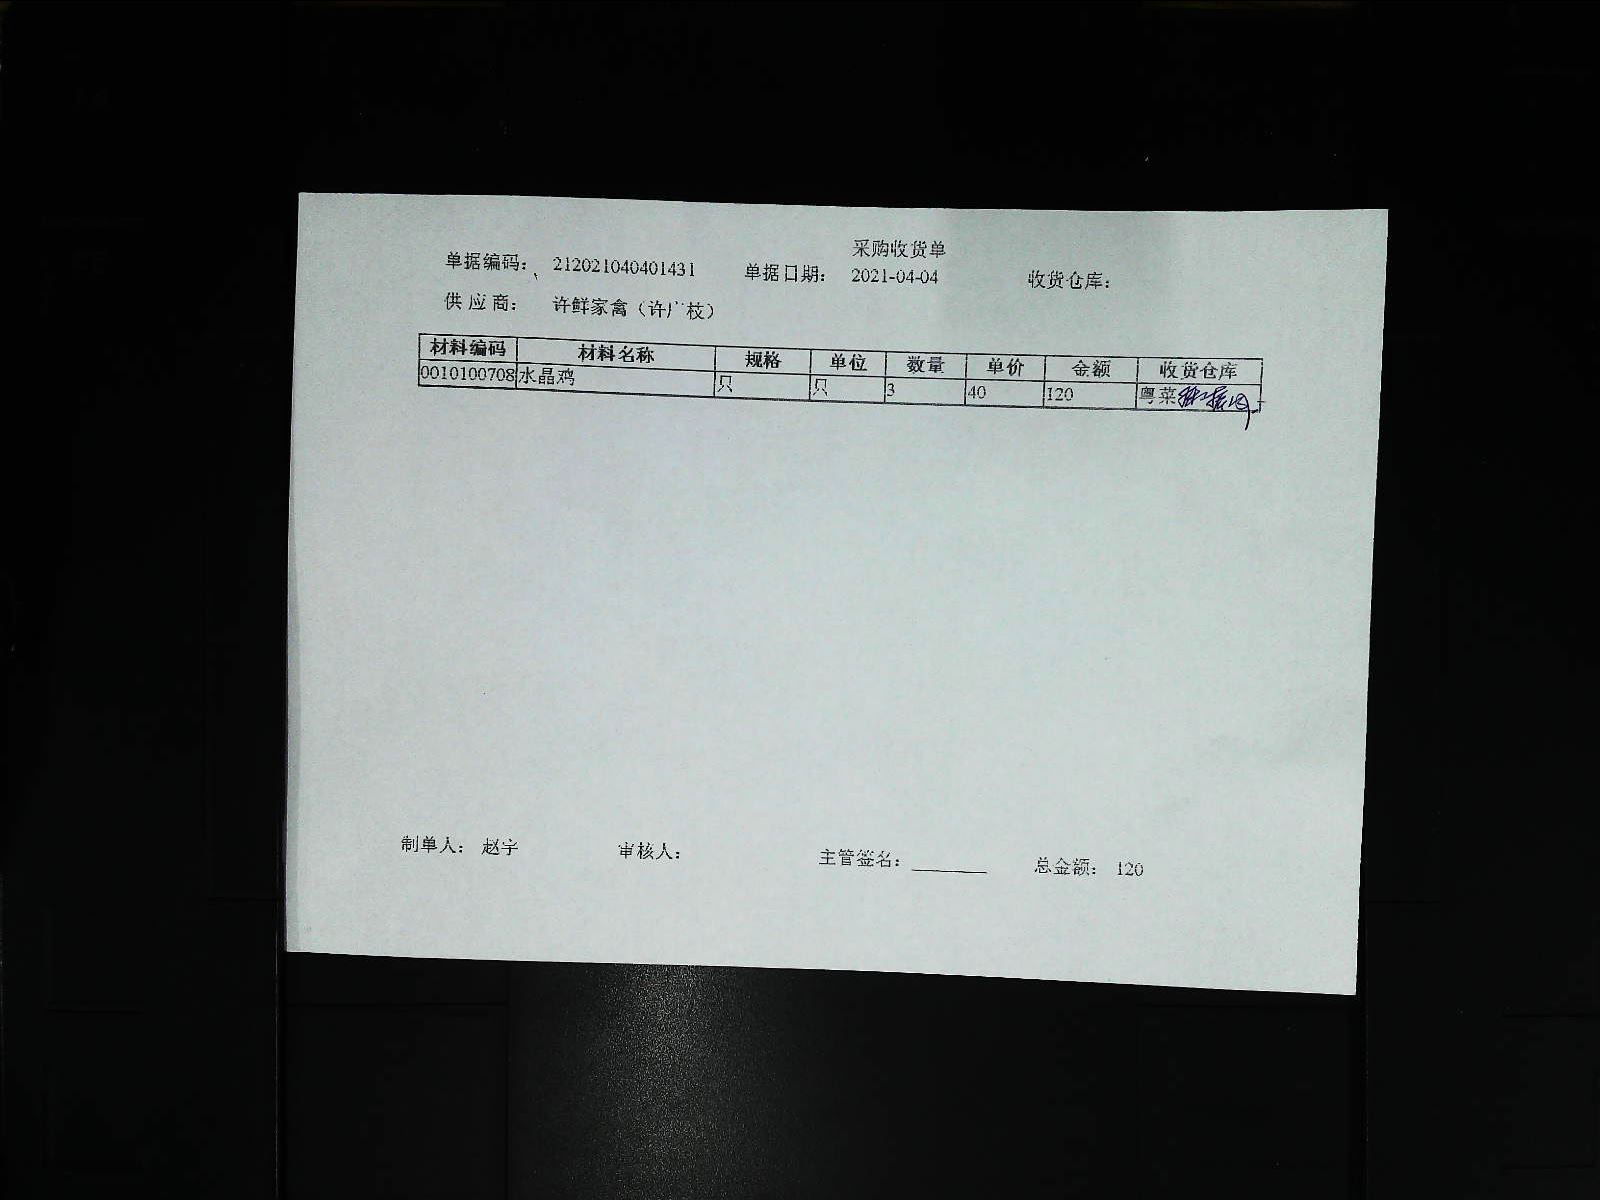 采购收货单
单据编码: 212021040401431 单据日期: 2021-04-04 收货仓库:
供应商: 许鲜家禽（许广枝）
材料编码 材料名称 规格 单位 数量 单价 金额 收货仓库
0010100708 水晶鸡 只 只 3 40 120 粤菜
制单人: 赵宇 审核人: 主管签名: 总金额: 120